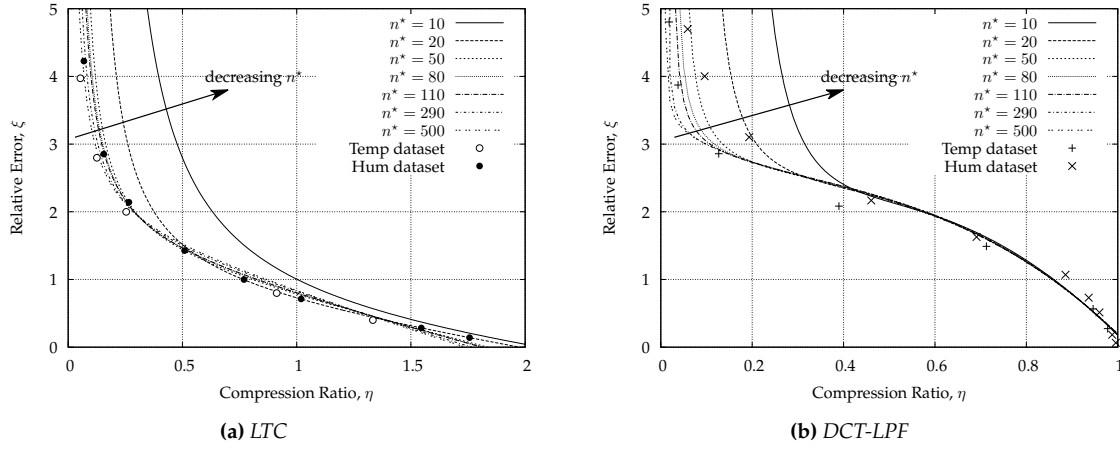 5
4
3
2
1
0
0
0.5
1
1.5
2
Relative Error, ξ
Compression Ratio, η
decreasing n⋆
n⋆ = 10
n⋆ = 20
n⋆ = 50
n⋆ = 80
n⋆ = 110
n⋆ = 290
n⋆ = 500
Temp dataset
Hum dataset
(a) LTC
5
4
3
2
1
0
0
0.2
0.4
0.6
0.8
1
Relative Error, ξ
Compression Ratio, η
decreasing n⋆
n⋆ = 10
n⋆ = 20
n⋆ = 50
n⋆ = 80
n⋆ = 110
n⋆ = 290
n⋆ = 500
Temp dataset
Hum dataset
(b) DCT-LPF